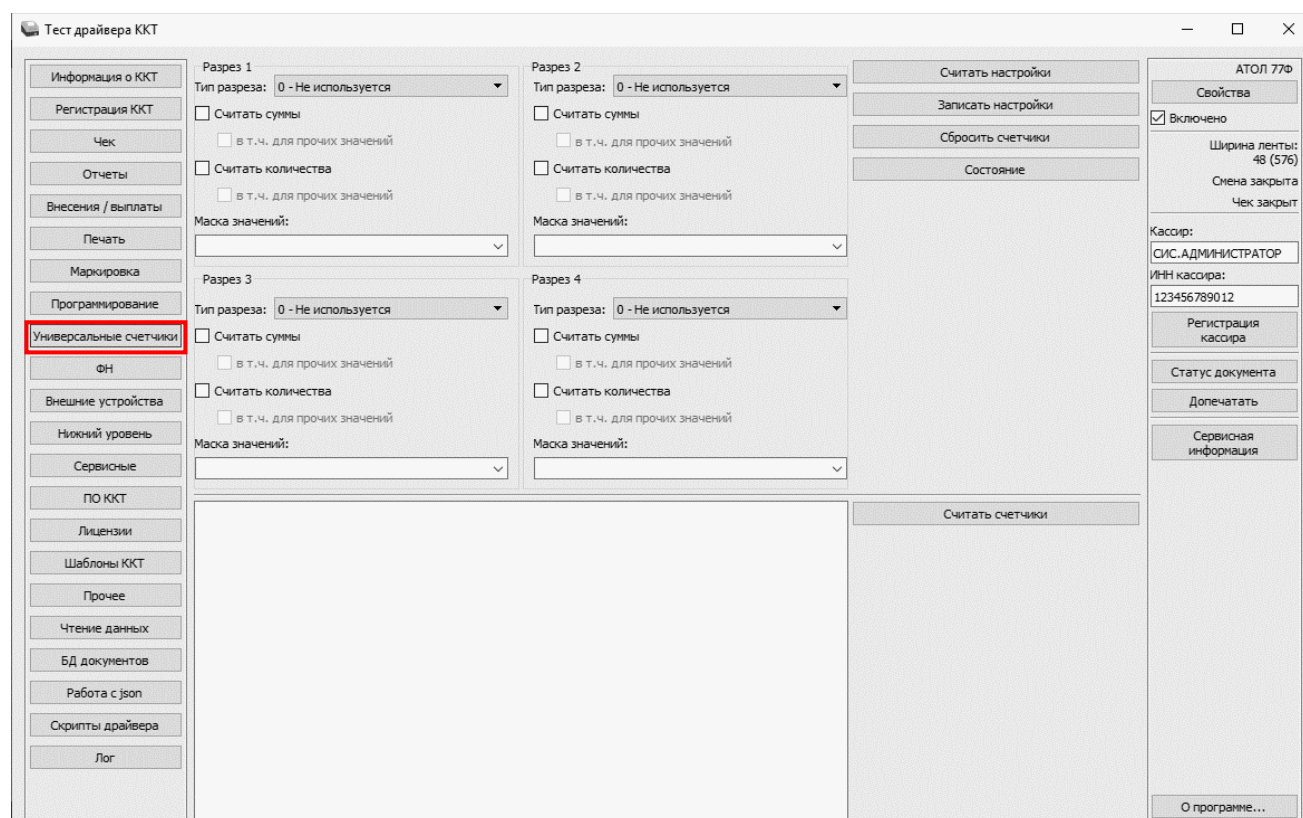 Тест драйвера ККТ
Информация о ККТ
Регистрация ККТ
Чек
Отчеты
Внесения / выплаты
Печать
Маркировка
Программирование
Универсальные счетчики
ФН
Внешние устройства
Нижний уровень
Сервисные
ПО ККТ
Лицензии
Шаблоны ККТ
Прочее
Чтение данных
БД документов
Работа с json
Скрипты драйвера
Лог
Разрез 1
Тип разреза: 0 - Не используется
Считать суммы
в т.ч. для прочих значений
Считать количества
в т.ч. для прочих значений
Маска значений:
Разрез 2
Тип разреза: 0 - Не используется
Считать суммы
в т.ч. для прочих значений
Считать количества
в т.ч. для прочих значений
Маска значений:
Разрез 3
Тип разреза: 0 - Не используется
Считать суммы
в т.ч. для прочих значений
Считать количества
в т.ч. для прочих значений
Маска значений:
Разрез 4
Тип разреза: 0 - Не используется
Считать суммы
в т.ч. для прочих значений
Считать количества
в т.ч. для прочих значений
Маска значений:
Считать настройки
Записать настройки
Сбросить счетчики
Состояние
Считать счетчики
АТОЛ 77Ф
Свойства
Включено
Ширина ленты:
48 (576)
Смена закрыта
Чек закрыт
Кассир:
СИС.АДМИНИСТРАТОР
ИНН кассира:
123456789012
Регистрация
кассира
Статус документа
Допечатать
Сервисная
информация
О программе...